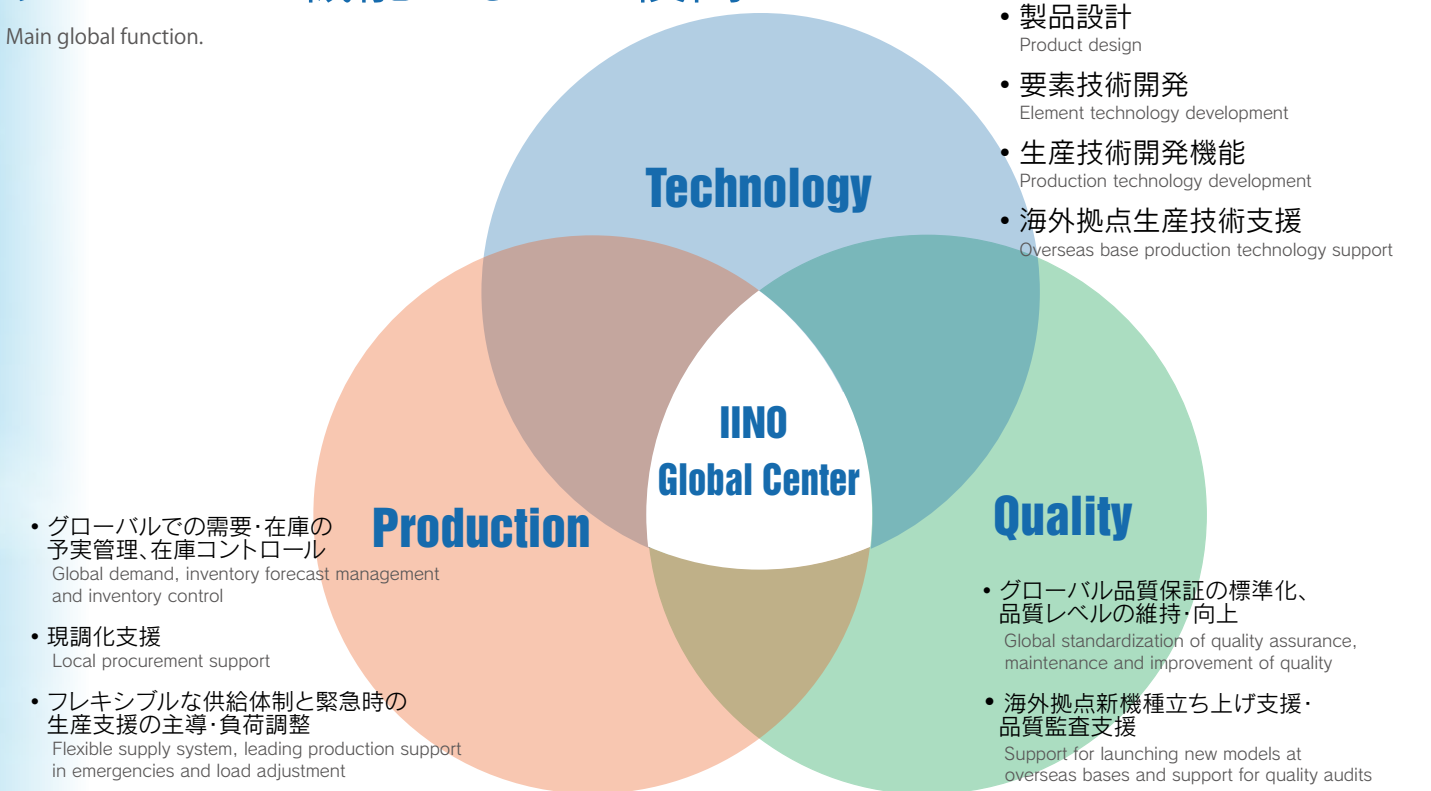 Main global function.
Technology
• 製品設計
Product design
• 要素技術開発
Element technology development
• 生産技術開発機能
Production technology development
• 海外拠点生産技術支援
Overseas base production technology support
IINO
Global Center
Production
• グローバルでの需要・在庫の
予実管理、在庫コントロール
Global demand, inventory forecast management
and inventory control
• 現調化支援
Local procurement support
• フレキシブルな供給体制と緊急時の
生産支援の主導・負荷調整
Flexible supply system, leading production support
in emergencies and load adjustment
Quality
• グローバル品質保証の標準化、
品質レベルの維持・向上
Global standardization of quality assurance,
maintenance and improvement of quality
• 海外拠点新機種立ち上げ支援・
品質監査支援
Support for launching new models at
overseas bases and support for quality audits